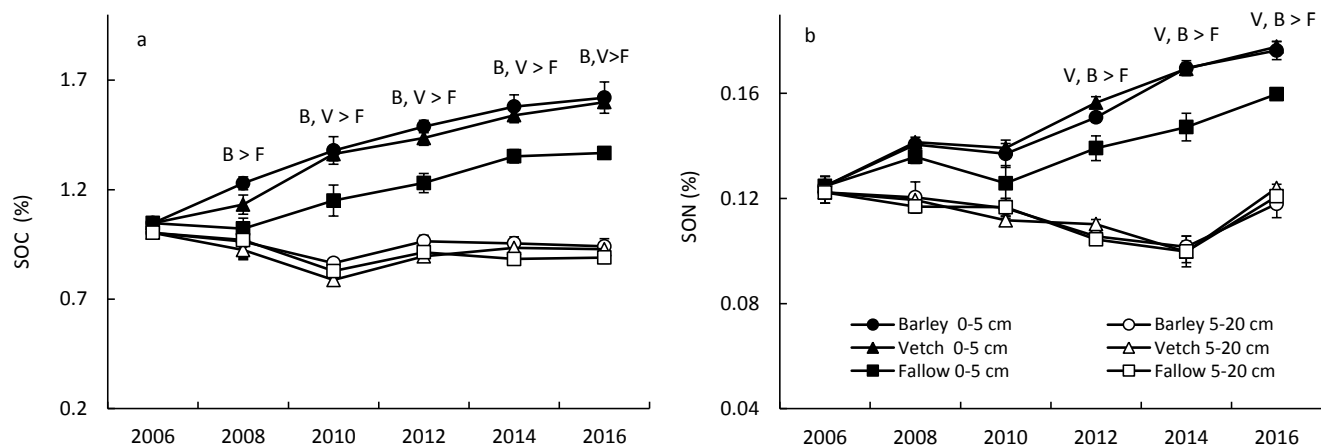 a
B > F
B, V > F
B, V > F
B, V > F
B,V>F
SOC (%)
1.7
1.2
0.7
0.2
2006 2008 2010 2012 2014 2016
b
V, B > F
V, B > F
V, B > F
SON (%)
0.16
0.12
0.08
0.04
Barley 0-5 cm
Vetch 0-5 cm
Fallow 0-5 cm
Barley 5-20 cm
Vetch 5-20 cm
Fallow 5-20 cm
2006 2008 2010 2012 2014 2016